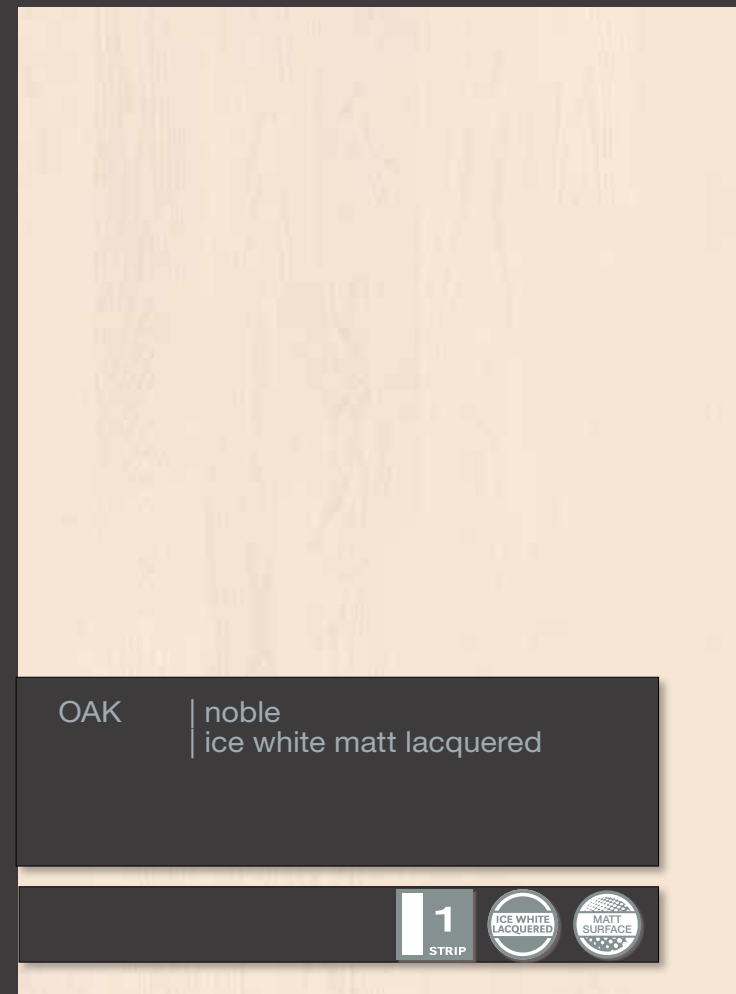 OAK | noble
| ice white matt lacquered
1
STRIP
ICE WHITE
LACQUERED
MATT
SURFACE